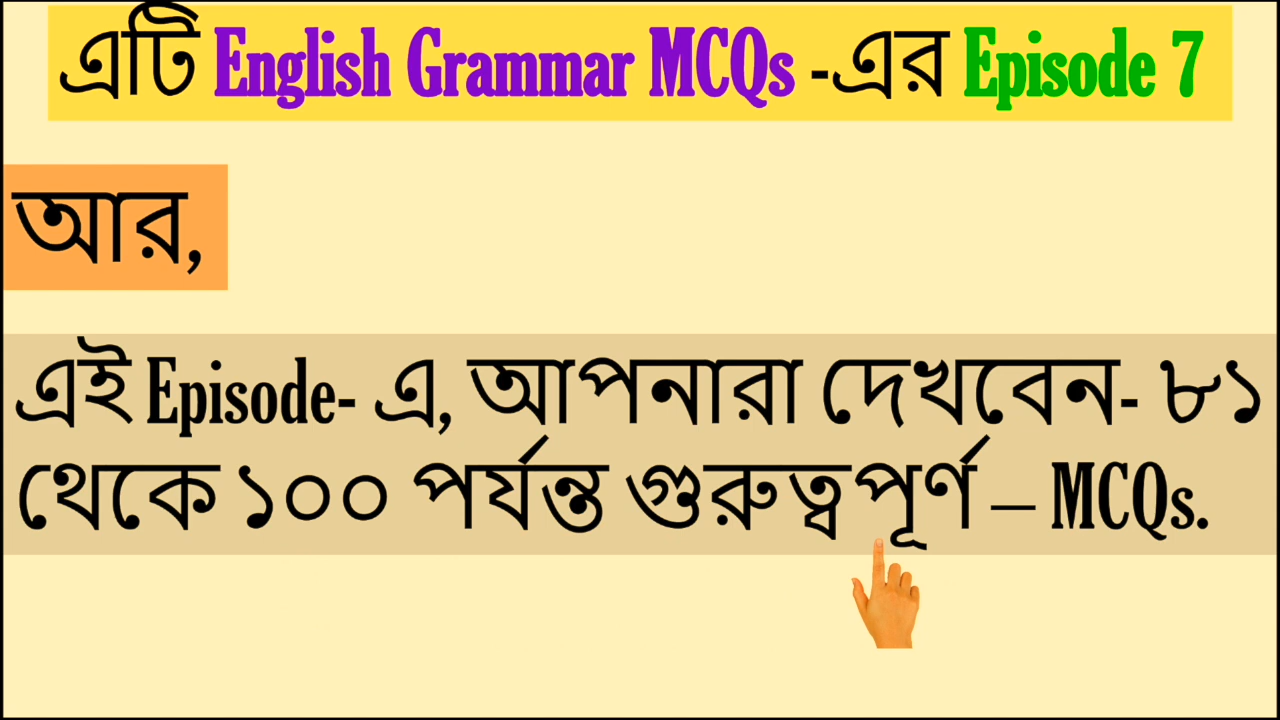 এটি English Grammar MCQs -এর Episode 7
আর,
এই Episode- এ, আপনারা দেখবেন- ৮১
থেকে ১০০ পর্যন্ত গুরুত্বপূর্ণ – MCQs.